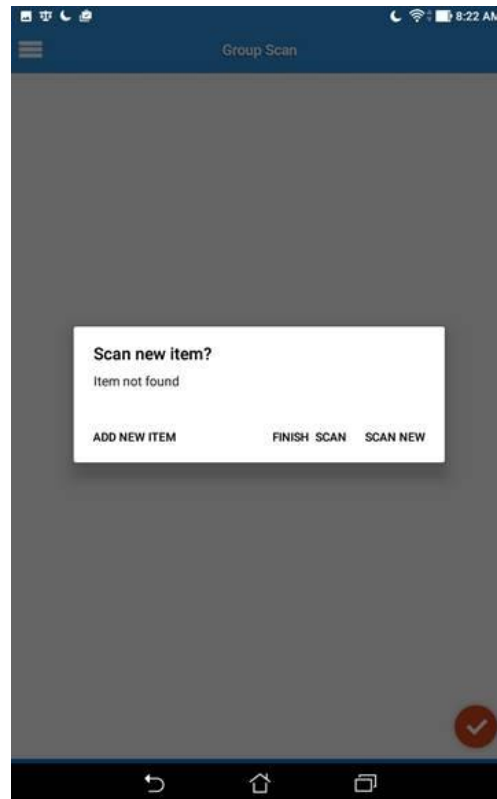 8:22 AM
Group Scan
Scan new item?
Item not found
ADD NEW ITEM FINISH SCAN SCAN NEW